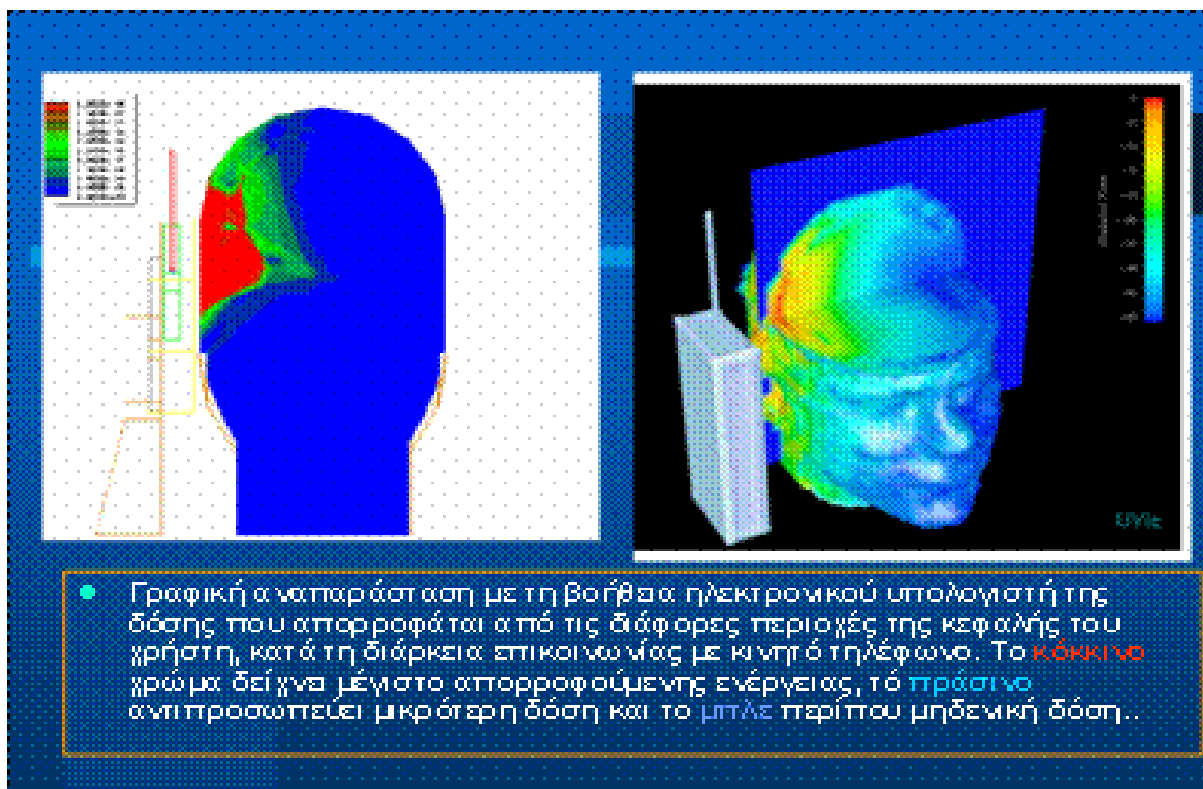 Γραφική αναπαράσταση με τη βοήθεια ηλεκτρονικού υπολογιστή της
δόσης που απορροφάται από τις διάφορες περιοχές της κεφαλής του
χρήστη, κατά τη διάρκεια επικοινωνίας με κινητό τηλέφωνο. Το κόκκινο
χρώμα δείχνει μέγιστο απορροφούμενης ενέργειας, τό πράσινο
αντιπροσωπεύει μικρότερη δόση και το μπλε περίπου μηδενική δόση..